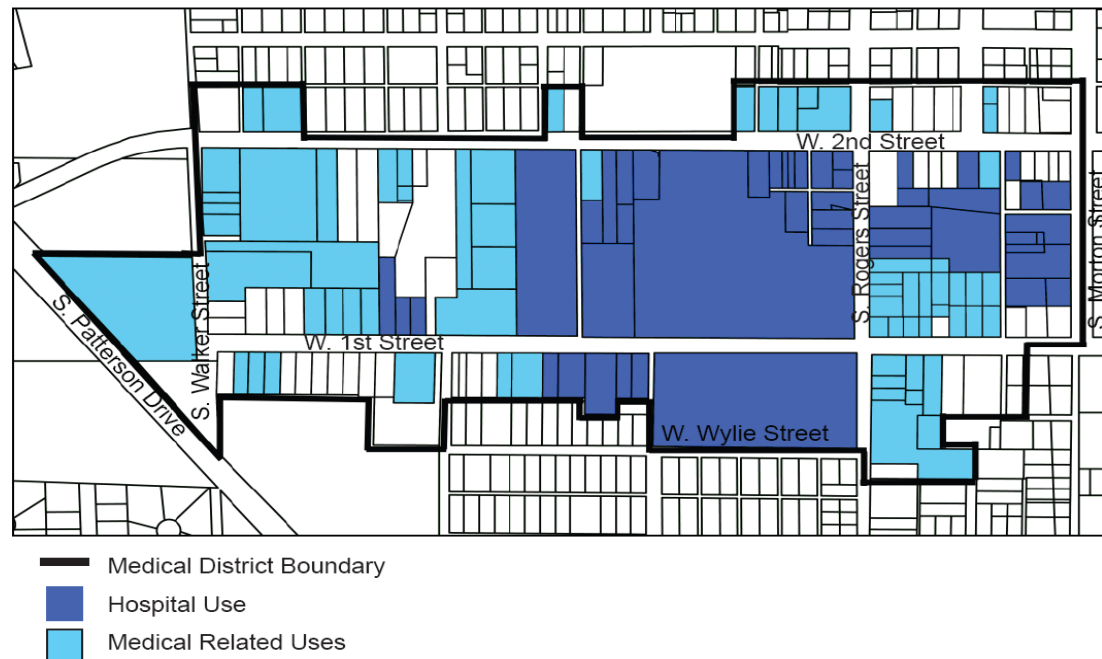 W. 2nd Street
S. Rogers Street
S. Morton Street
S. Walker Street
W. 1st Street
S. Patterson Drive
W. Wylie Street
Medical District Boundary
Hospital Use
Medical Related Uses